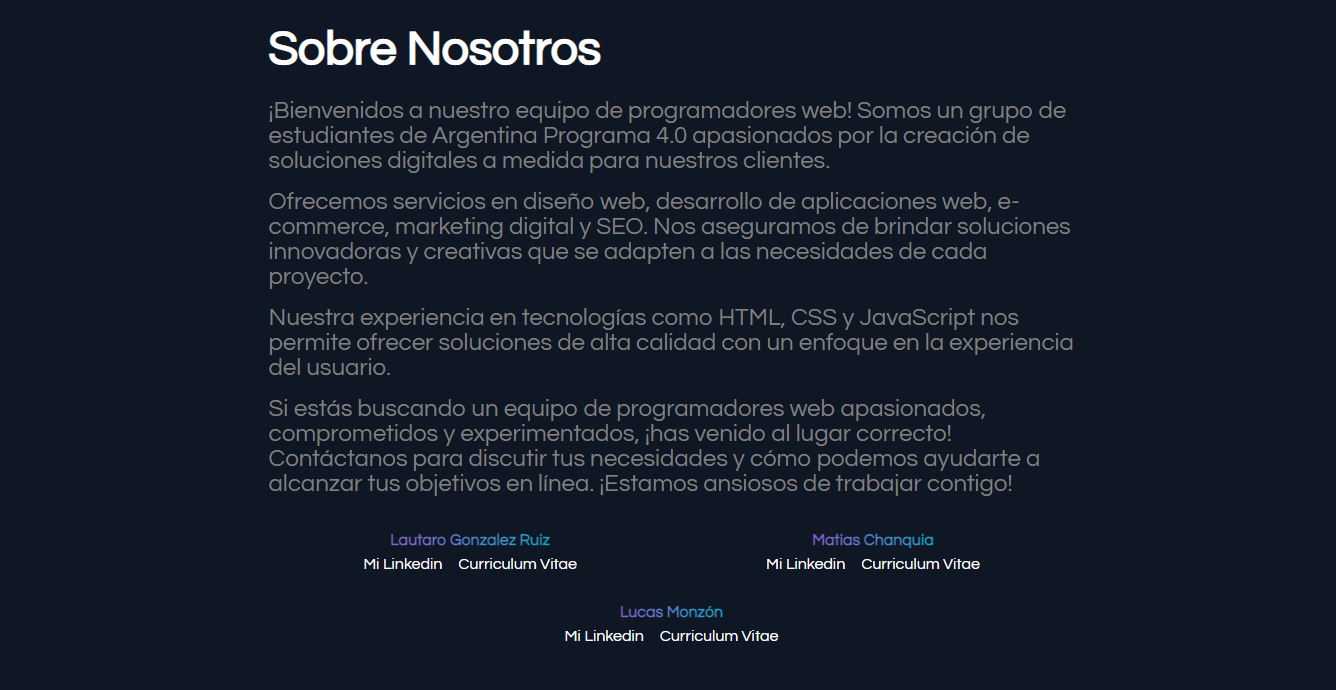 Sobre Nosotros
¡Bienvenidos a nuestro equipo de programadores web! Somos un grupo de
estudiantes de Argentina Programa 4.0 apasionados por la creación de
soluciones digitales a medida para nuestros clientes.
Ofrecemos servicios en diseño web, desarrollo de aplicaciones web, e-
commerce, marketing digital y SEO. Nos aseguramos de brindar soluciones
innovadoras y creativas que se adapten a las necesidades de cada
proyecto.
Nuestra experiencia en tecnologías como HTML, CSS y JavaScript nos
permite ofrecer soluciones de alta calidad con un enfoque en la experiencia
del usuario.
Si estás buscando un equipo de programadores web apasionados,
comprometidos y experimentados, ¡has venido al lugar correcto!
Contáctanos para discutir tus necesidades y cómo podemos ayudarte a
alcanzar tus objetivos en línea. ¡Estamos ansiosos de trabajar contigo!
Lautaro Gonzalez Ruiz
Mi Linkedin Curriculum Vitae
Matias Chanquia
Mi Linkedin Curriculum Vitae
Lucas Monzón
Mi Linkedin Curriculum Vitae